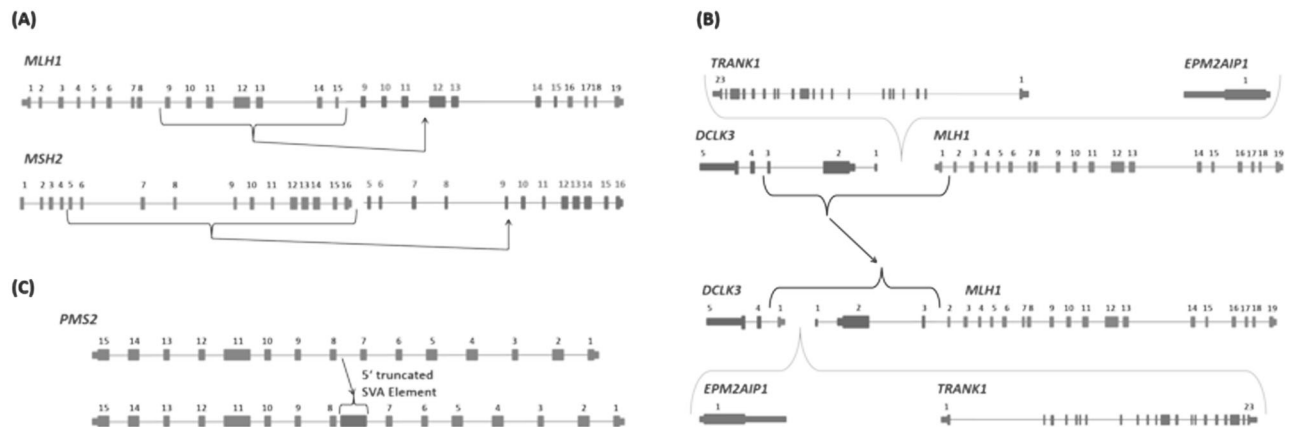 (A)
MLH1
1 2 3 4 5 6 7 8 9 10 11 12 13 14 15 9 10 11 12 13 14 15 16 17 18 19
MSH2
1 2 3 4 5 6 7 8 9 10 11 12 13 14 15 16 5 6 7 8 9 10 11 12 13 14 15 16
(C)
PMS2
15 14 13 12 11 10 9 8 7 6 5 4 3 2 1
5' truncated
SVA Element
15 14 13 12 11 10 9 8 7 6 5 4 3 2 1
(B)
TRANK1 EPM2AIP1
23 1 1
DCLK3 MLH1
5 4 3 2 1 1 2 3 4 5 6 7 8 9 10 11 12 13 14 15 16 17 18 19
DCLK3 MLH1
5 4 1 1 2 3 2 3 4 5 6 7 8 9 10 11 12 13 14 15 16 17 18 19
EPM2AIP1 TRANK1
1 1 23